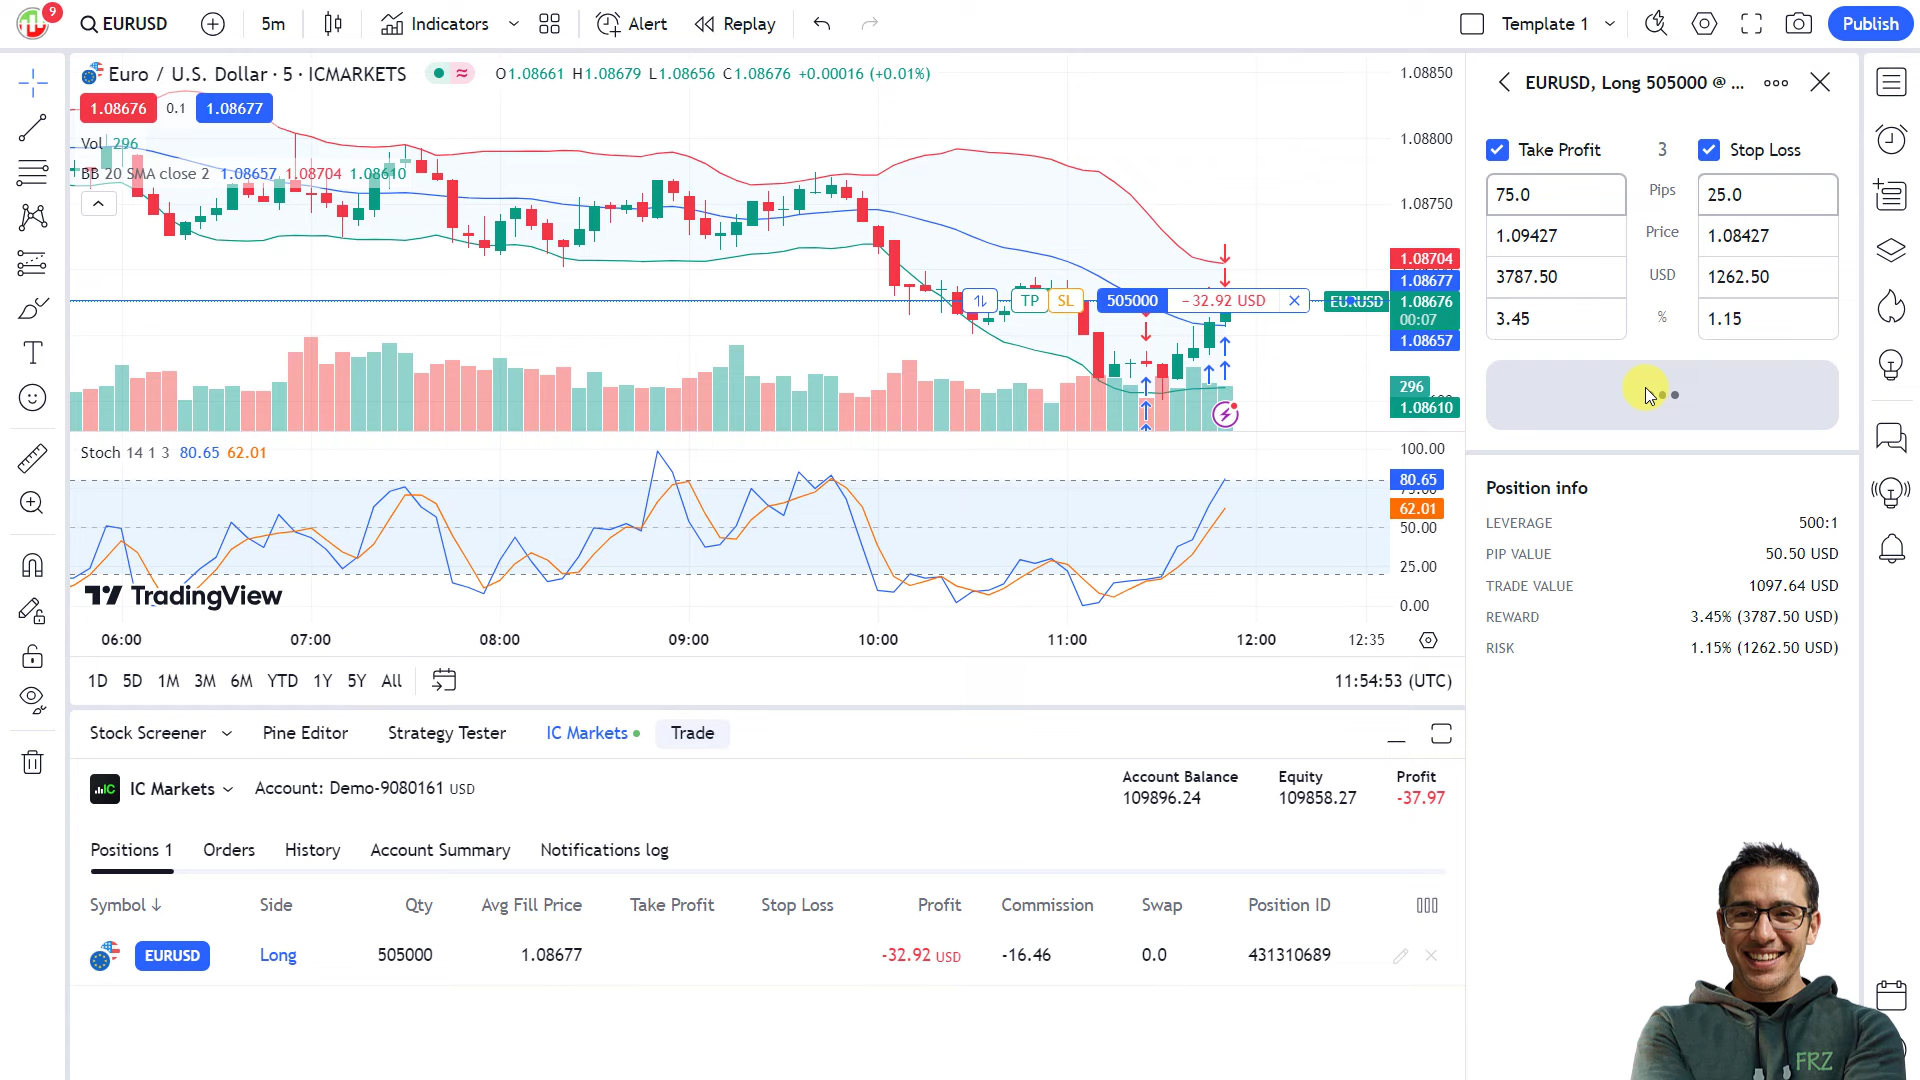 9
EURUSD
5m
Indicators
Alert
Replay
Template 1
Publish
Euro / U.S. Dollar · 5 · ICMARKETS
O1.08661 H1.08679 L1.08656 C1.08676 +0.00016 (+0.01%)
1.08676 0.1 1.08677
Vol 296
BB 20 SMA close 2 1.08657 1.08704 1.08610
1.08850
1.08800
1.08750
1.08704
1.08677
EURUSD 1.08676
00:07
1.08657
296
1.08610
TP SL 505000 −32.92 USD
Stoch 14 1 3 80.65 62.01
100.00
80.65
62.01
50.00
25.00
0.00
TradingView
06:00 07:00 08:00 09:00 10:00 11:00 12:00 12:35
1D 5D 1M 3M 6M YTD 1Y 5Y All
11:54:53 (UTC)
EURUSD, Long 505000 @ ...
Take Profit 3 Stop Loss
75.0 Pips 25.0
1.09427 Price 1.08427
3787.50 USD 1262.50
3.45 % 1.15
Position info
LEVERAGE 500:1
PIP VALUE 50.50 USD
TRADE VALUE 1097.64 USD
REWARD 3.45% (3787.50 USD)
RISK 1.15% (1262.50 USD)
Stock Screener Pine Editor Strategy Tester IC Markets Trade
IC IC Markets Account: Demo-9080161 USD
Account Balance Equity Profit
109896.24 109858.27 -37.97
Positions 1 Orders History Account Summary Notifications log
Symbol Side Qty Avg Fill Price Take Profit Stop Loss Profit Commission Swap Position ID
EURUSD Long 505000 1.08677 -32.92 USD -16.46 0.0 431310689
FRZ